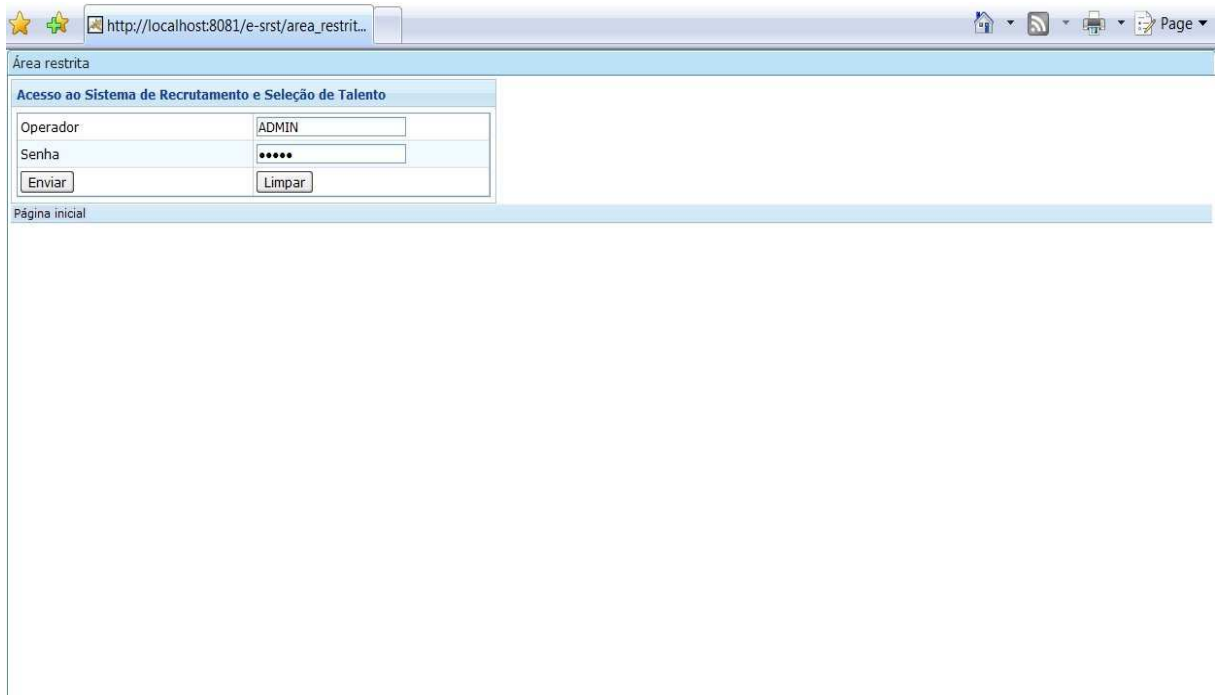 http://localhost:8081/e-srst/area_restrit...
Page
Área restrita
Acesso ao Sistema de Recrutamento e Seleção de Talento
Operador ADMIN
Senha •••••
Enviar Limpar
Página inicial